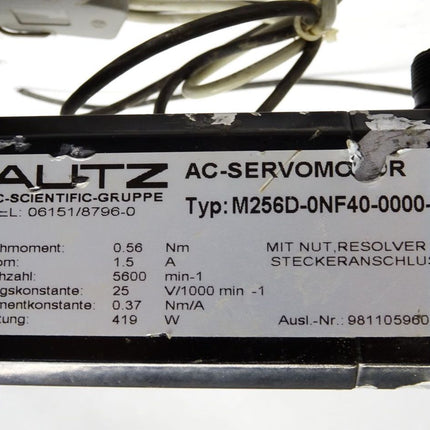 AUTZ AC-SERVOMOTOR
C-SCIENTIFIC-GRUPPE
EL: 06151/8796-0 Typ: M256D-0NF40-0000-
chmoment: 0.56 Nm MIT NUT,RESOLVER
om: 1.5 A STECKERANSCHLUS
hzahl: 5600 min-1
gskonstante: 25 V/1000 min -1
mentkonstante: 0.37 Nm/A
tung: 419 W Ausl.-Nr.: 981105960